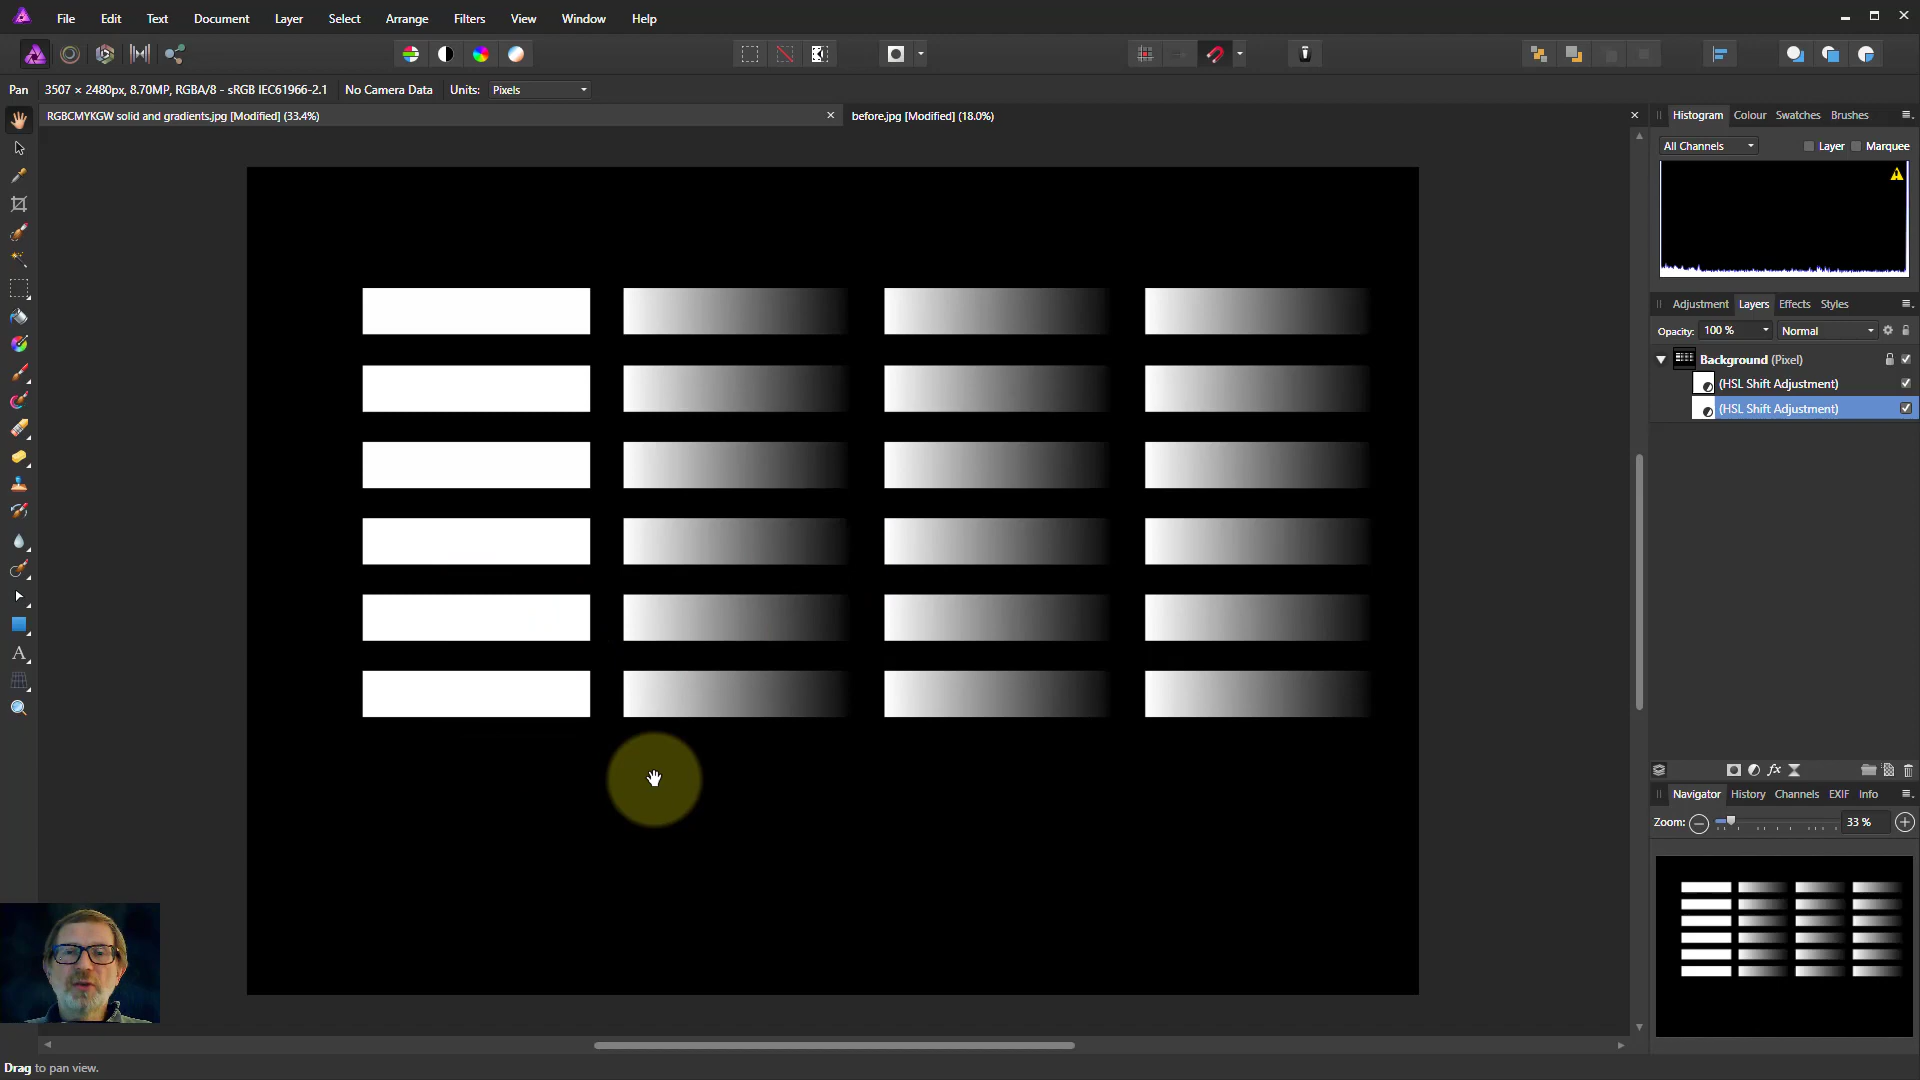 File Edit Text Document Layer Select Arrange Filters View Window Help
Pan 3507 × 2480px, 8.70MP, RGBA/8 - sRGB IEC61966-2.1 No Camera Data Units: Pixels
RGBCMYKGW solid and gradients.jpg [Modified] (33.4%) before.jpg [Modified] (18.0%)
Histogram Colour Swatches Brushes
All Channels Layer Marquee
Adjustment Layers Effects Styles
Opacity: 100 % Normal
Background (Pixel)
(HSL Shift Adjustment)
(HSL Shift Adjustment)
fx
Navigator History Channels EXIF Info
Zoom: 33 %
A
Drag to pan view.